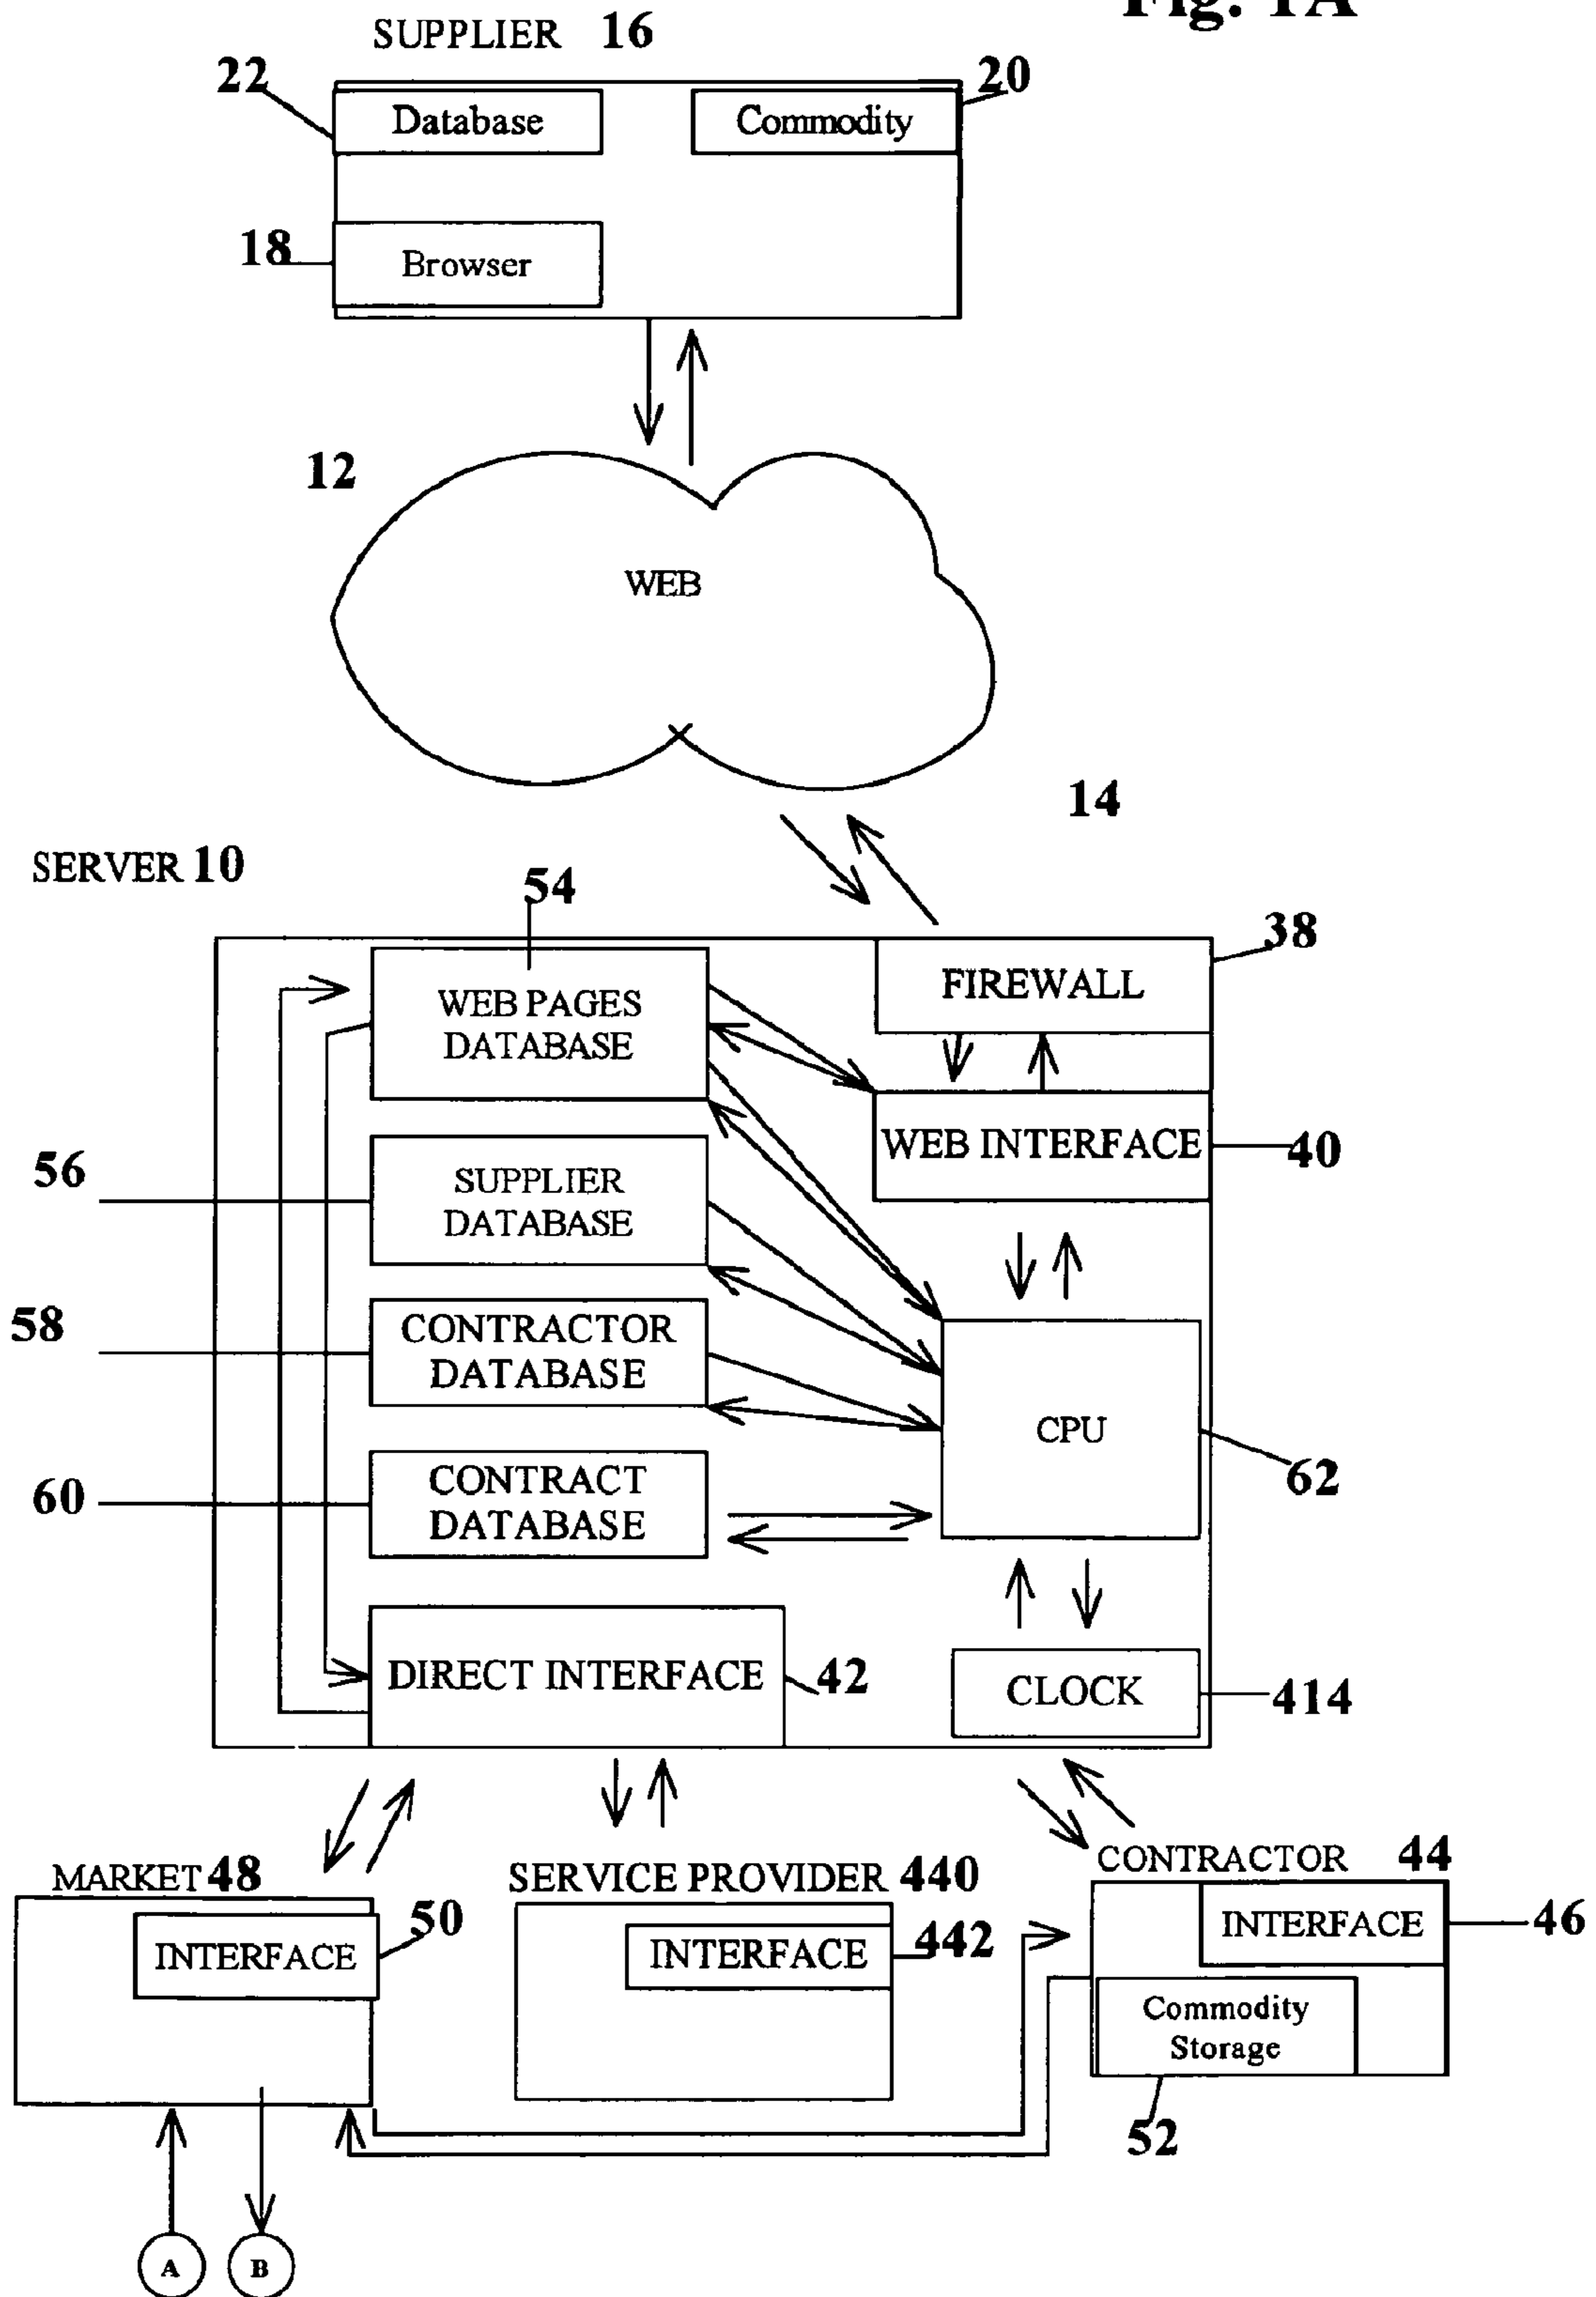 Fig. 1A
SUPPLIER 16
22
20
Database
Commodity
18
Browser
12
WEB
14
SERVER 10
54
38
FIREWALL
WEB PAGES
DATABASE
WEB INTERFACE
40
56
SUPPLIER
DATABASE
58
CONTRACTOR
DATABASE
CPU
62
60
CONTRACT
DATABASE
DIRECT INTERFACE
42
CLOCK
414
MARKET 48
SERVICE PROVIDER 440
CONTRACTOR 44
50
INTERFACE
442
INTERFACE
INTERFACE
46
Commodity
Storage
52
A
B